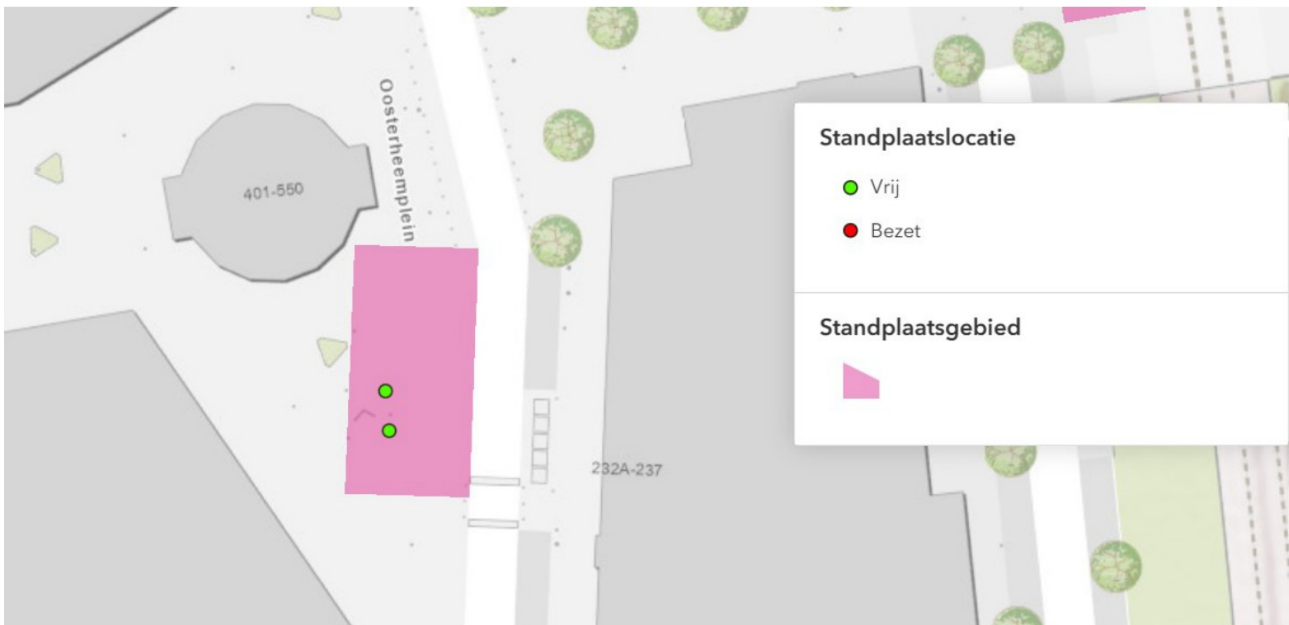 Oosterheemplein
401-550
232A-237
Standplaatslocatie
Vrij
Bezet
Standplaatsgebied